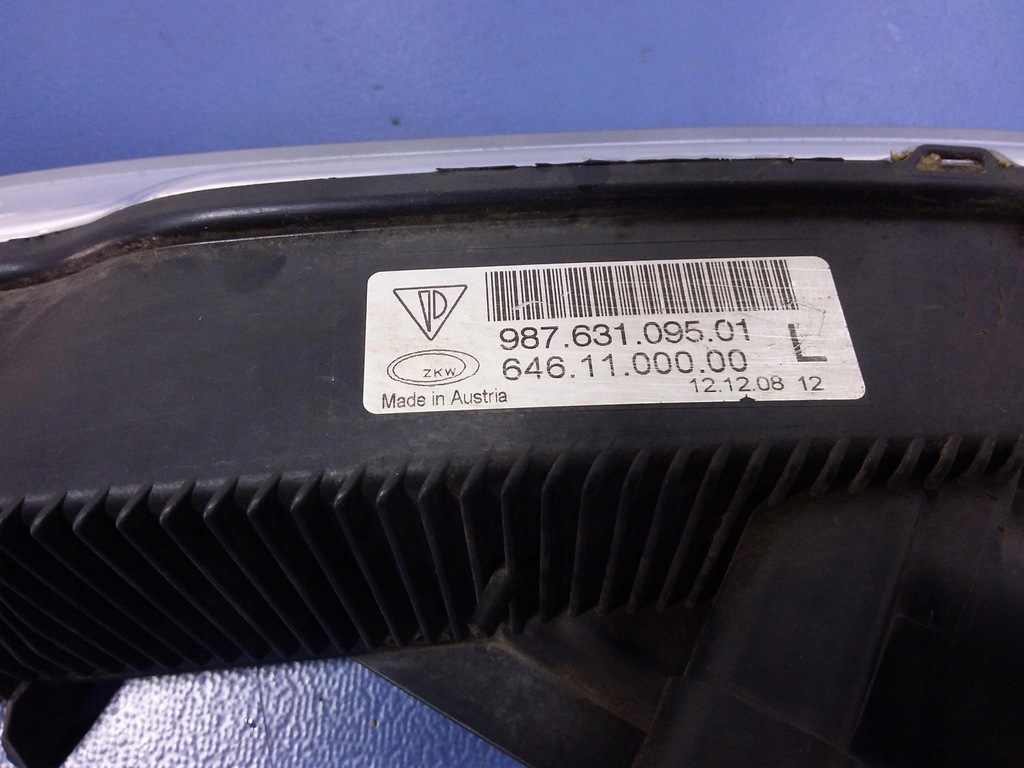 987.631.095.01
L
646.11.000.00
ZKW
12.12.08 12
Made in Austria